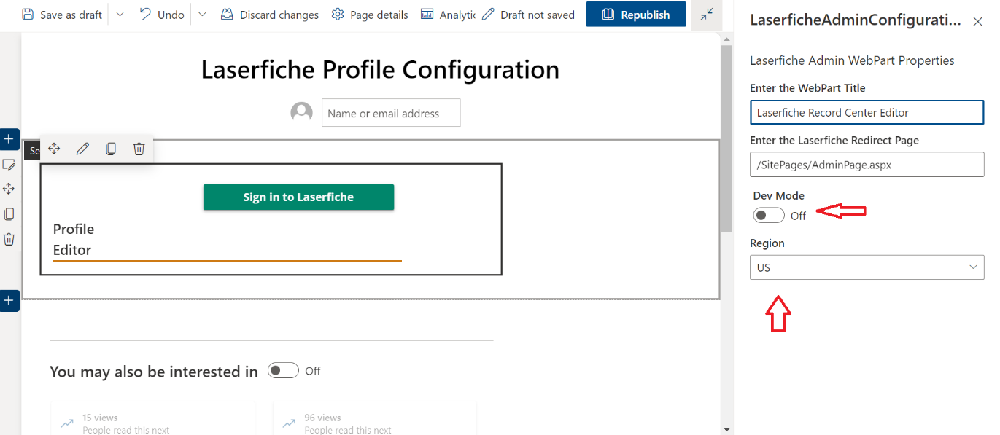 Save as draft Undo Discard changes Page details Analytic Draft not saved Republish
Laserfiche Profile Configuration
Name or email address
Se
Sign in to Laserfiche
Profile
Editor
You may also be interested in Off
15 views 96 views
People read this next People read this next
LaserficheAdminConfigurati...
Laserfiche Admin WebPart Properties
Enter the WebPart Title
Laserfiche Record Center Editor
Enter the Laserfiche Redirect Page
/SitePages/AdminPage.aspx
Dev Mode
Off
Region
US